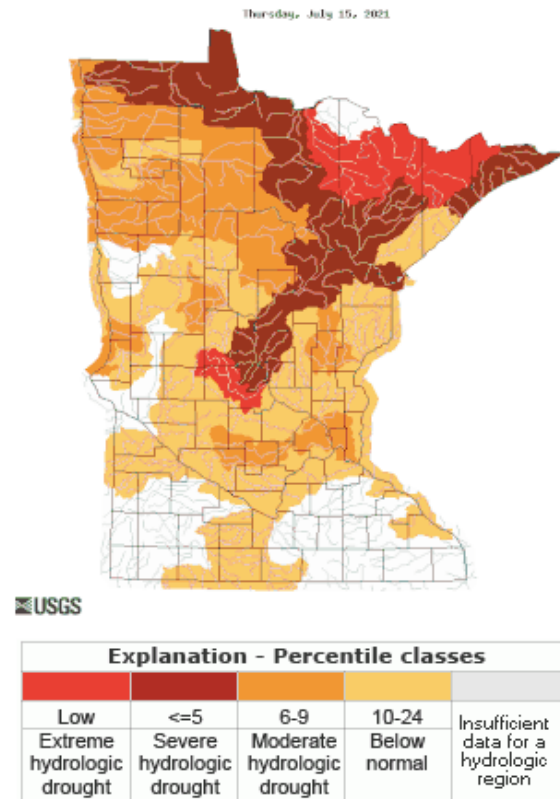 Thursday, July 15, 2021
USGS
Explanation - Percentile classes
Low <=5 6-9 10-24 Insufficient data for a hydrologic region
Extreme hydrologic drought Severe hydrologic drought Moderate hydrologic drought Below normal